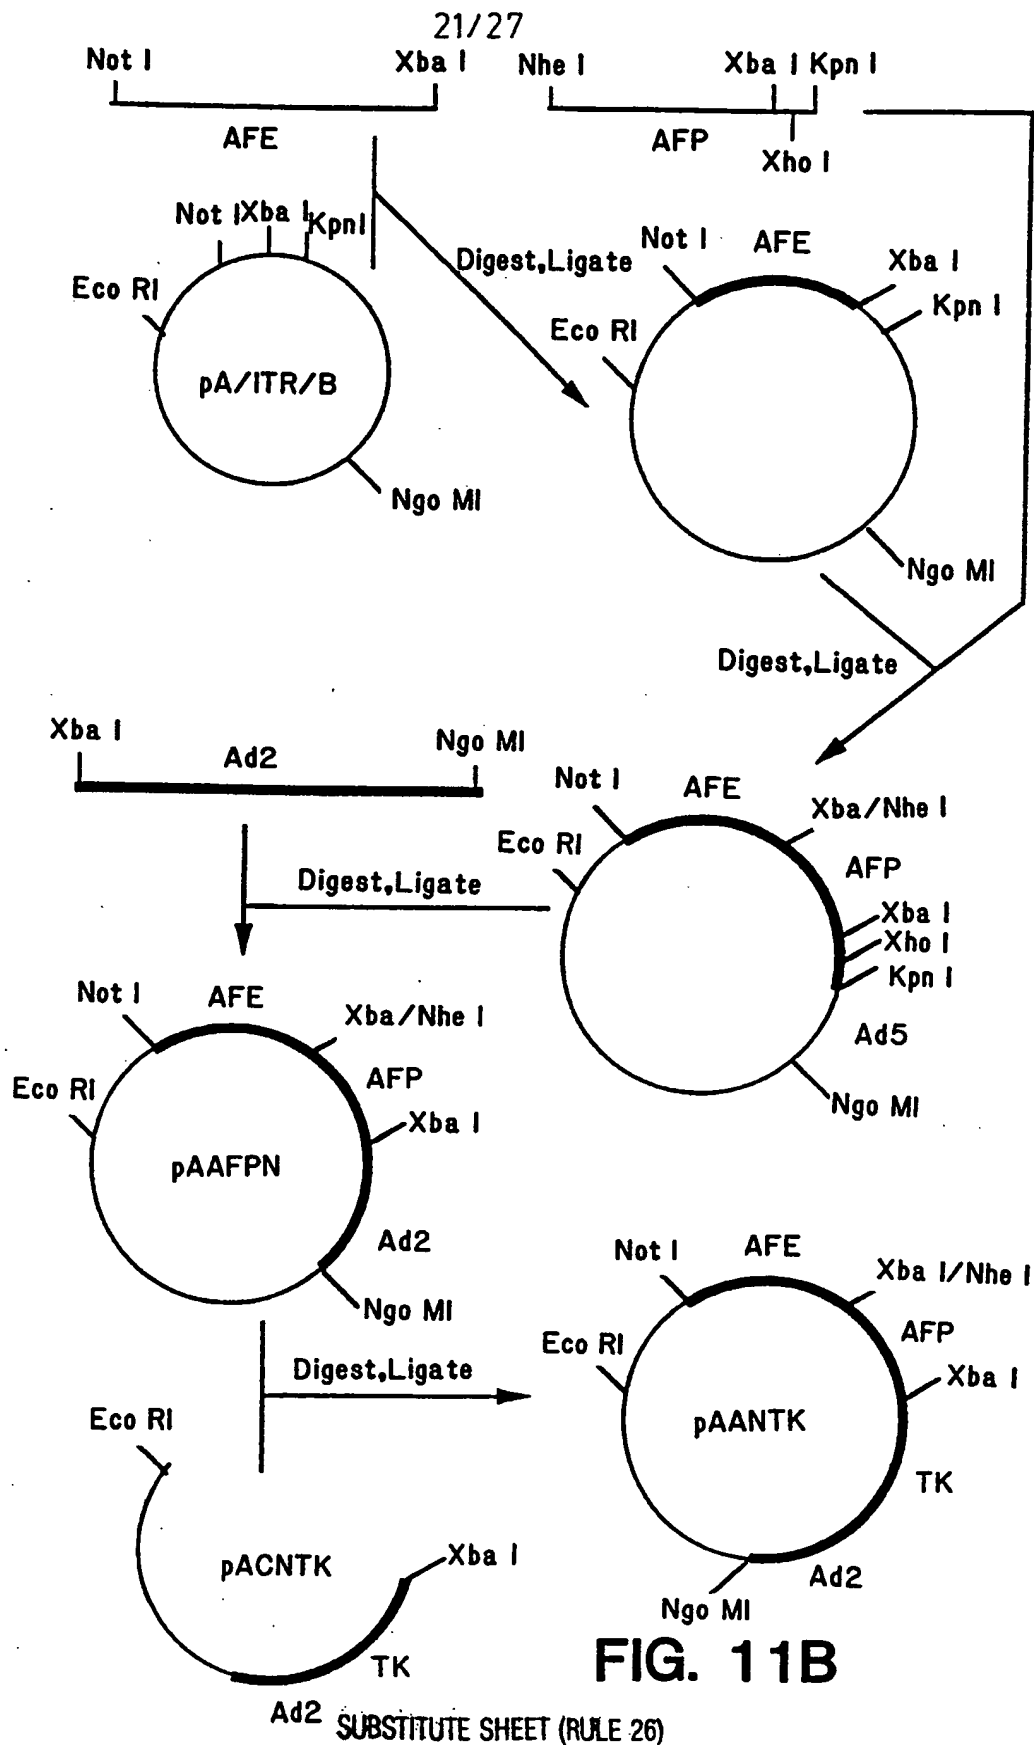 21/27
Not I
Xba I
Nhe I
Xba I Kpn I
AFE
AFP
Xho I
Not I Xba I KpnI
Eco RI
pA/ITR/B
Ngo MI
Digest,Ligate
Not I
AFE
Xba I
Kpn I
Eco RI
Ngo MI
Digest,Ligate
Xba I
Ad2
Ngo MI
Digest,Ligate
Not I
AFE
Xba/Nhe I
Eco RI
AFP
Xba I
Xho I
Kpn I
Ad5
Ngo MI
Not I
AFE
Xba/Nhe I
Eco RI
AFP
Xba I
pAAFPN
Ad2
Ngo MI
Digest,Ligate
Eco RI
pACNTK
Xba I
TK
Ad2
Not I
AFE
Xba I/Nhe I
Eco RI
AFP
Xba I
pAANTK
TK
Ad2
Ngo MI
FIG. 11B
SUBSTITUTE SHEET (RULE 26)